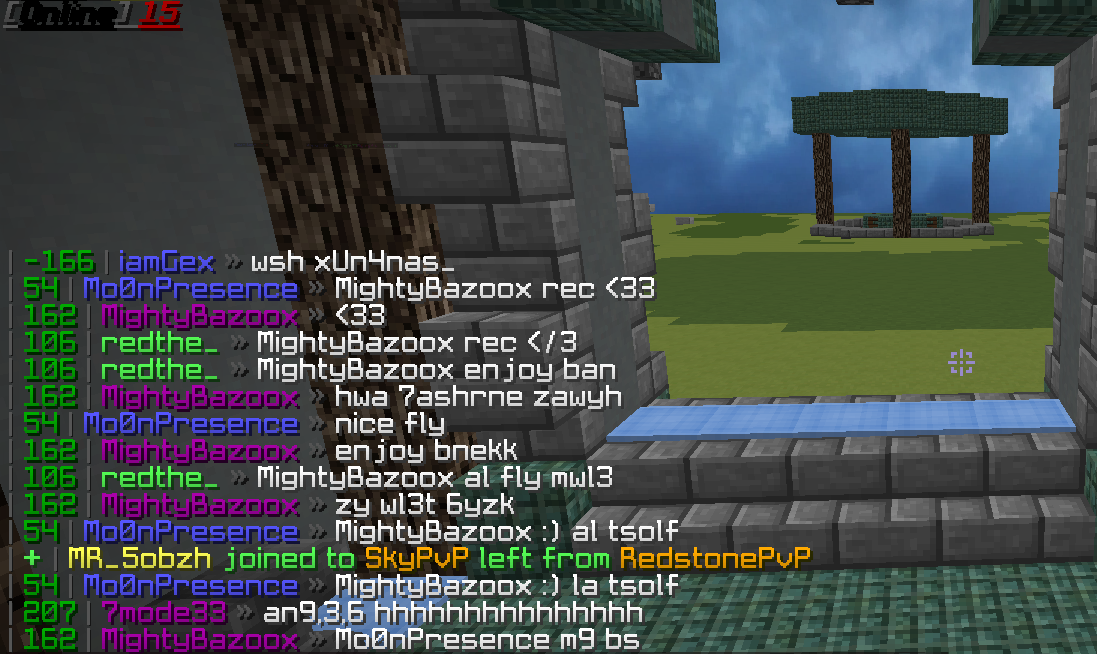 [Online] 15
| -166 | iamGex » wsh xUn4nas_
| 54 | Mo0nPresence » MightyBazoox rec <33
| 162 | MightyBazoox » <33
| 106 | redthe_ » MightyBazoox rec </3
| 106 | redthe_ » MightyBazoox enjoy ban
| 162 | MightyBazoox » hwa 7ashrne zawyh
| 54 | Mo0nPresence » nice fly
| 162 | MightyBazoox » enjoy bnekk
| 106 | redthe_ » MightyBazoox al fly mwl3
| 162 | MightyBazoox » zy wl3t 6yzk
| 54 | Mo0nPresence » MightyBazoox :) al tsolf
+ | MR_5obzh joined to SkyPvP left from RedstonePvP
| 54 | Mo0nPresence » MightyBazoox :) la tsolf
| 207 | 7mode33 » an9,3,6 hhhhhhhhhhhhhhhh
| 162 | MightyBazoox » Mo0nPresence m9 bs